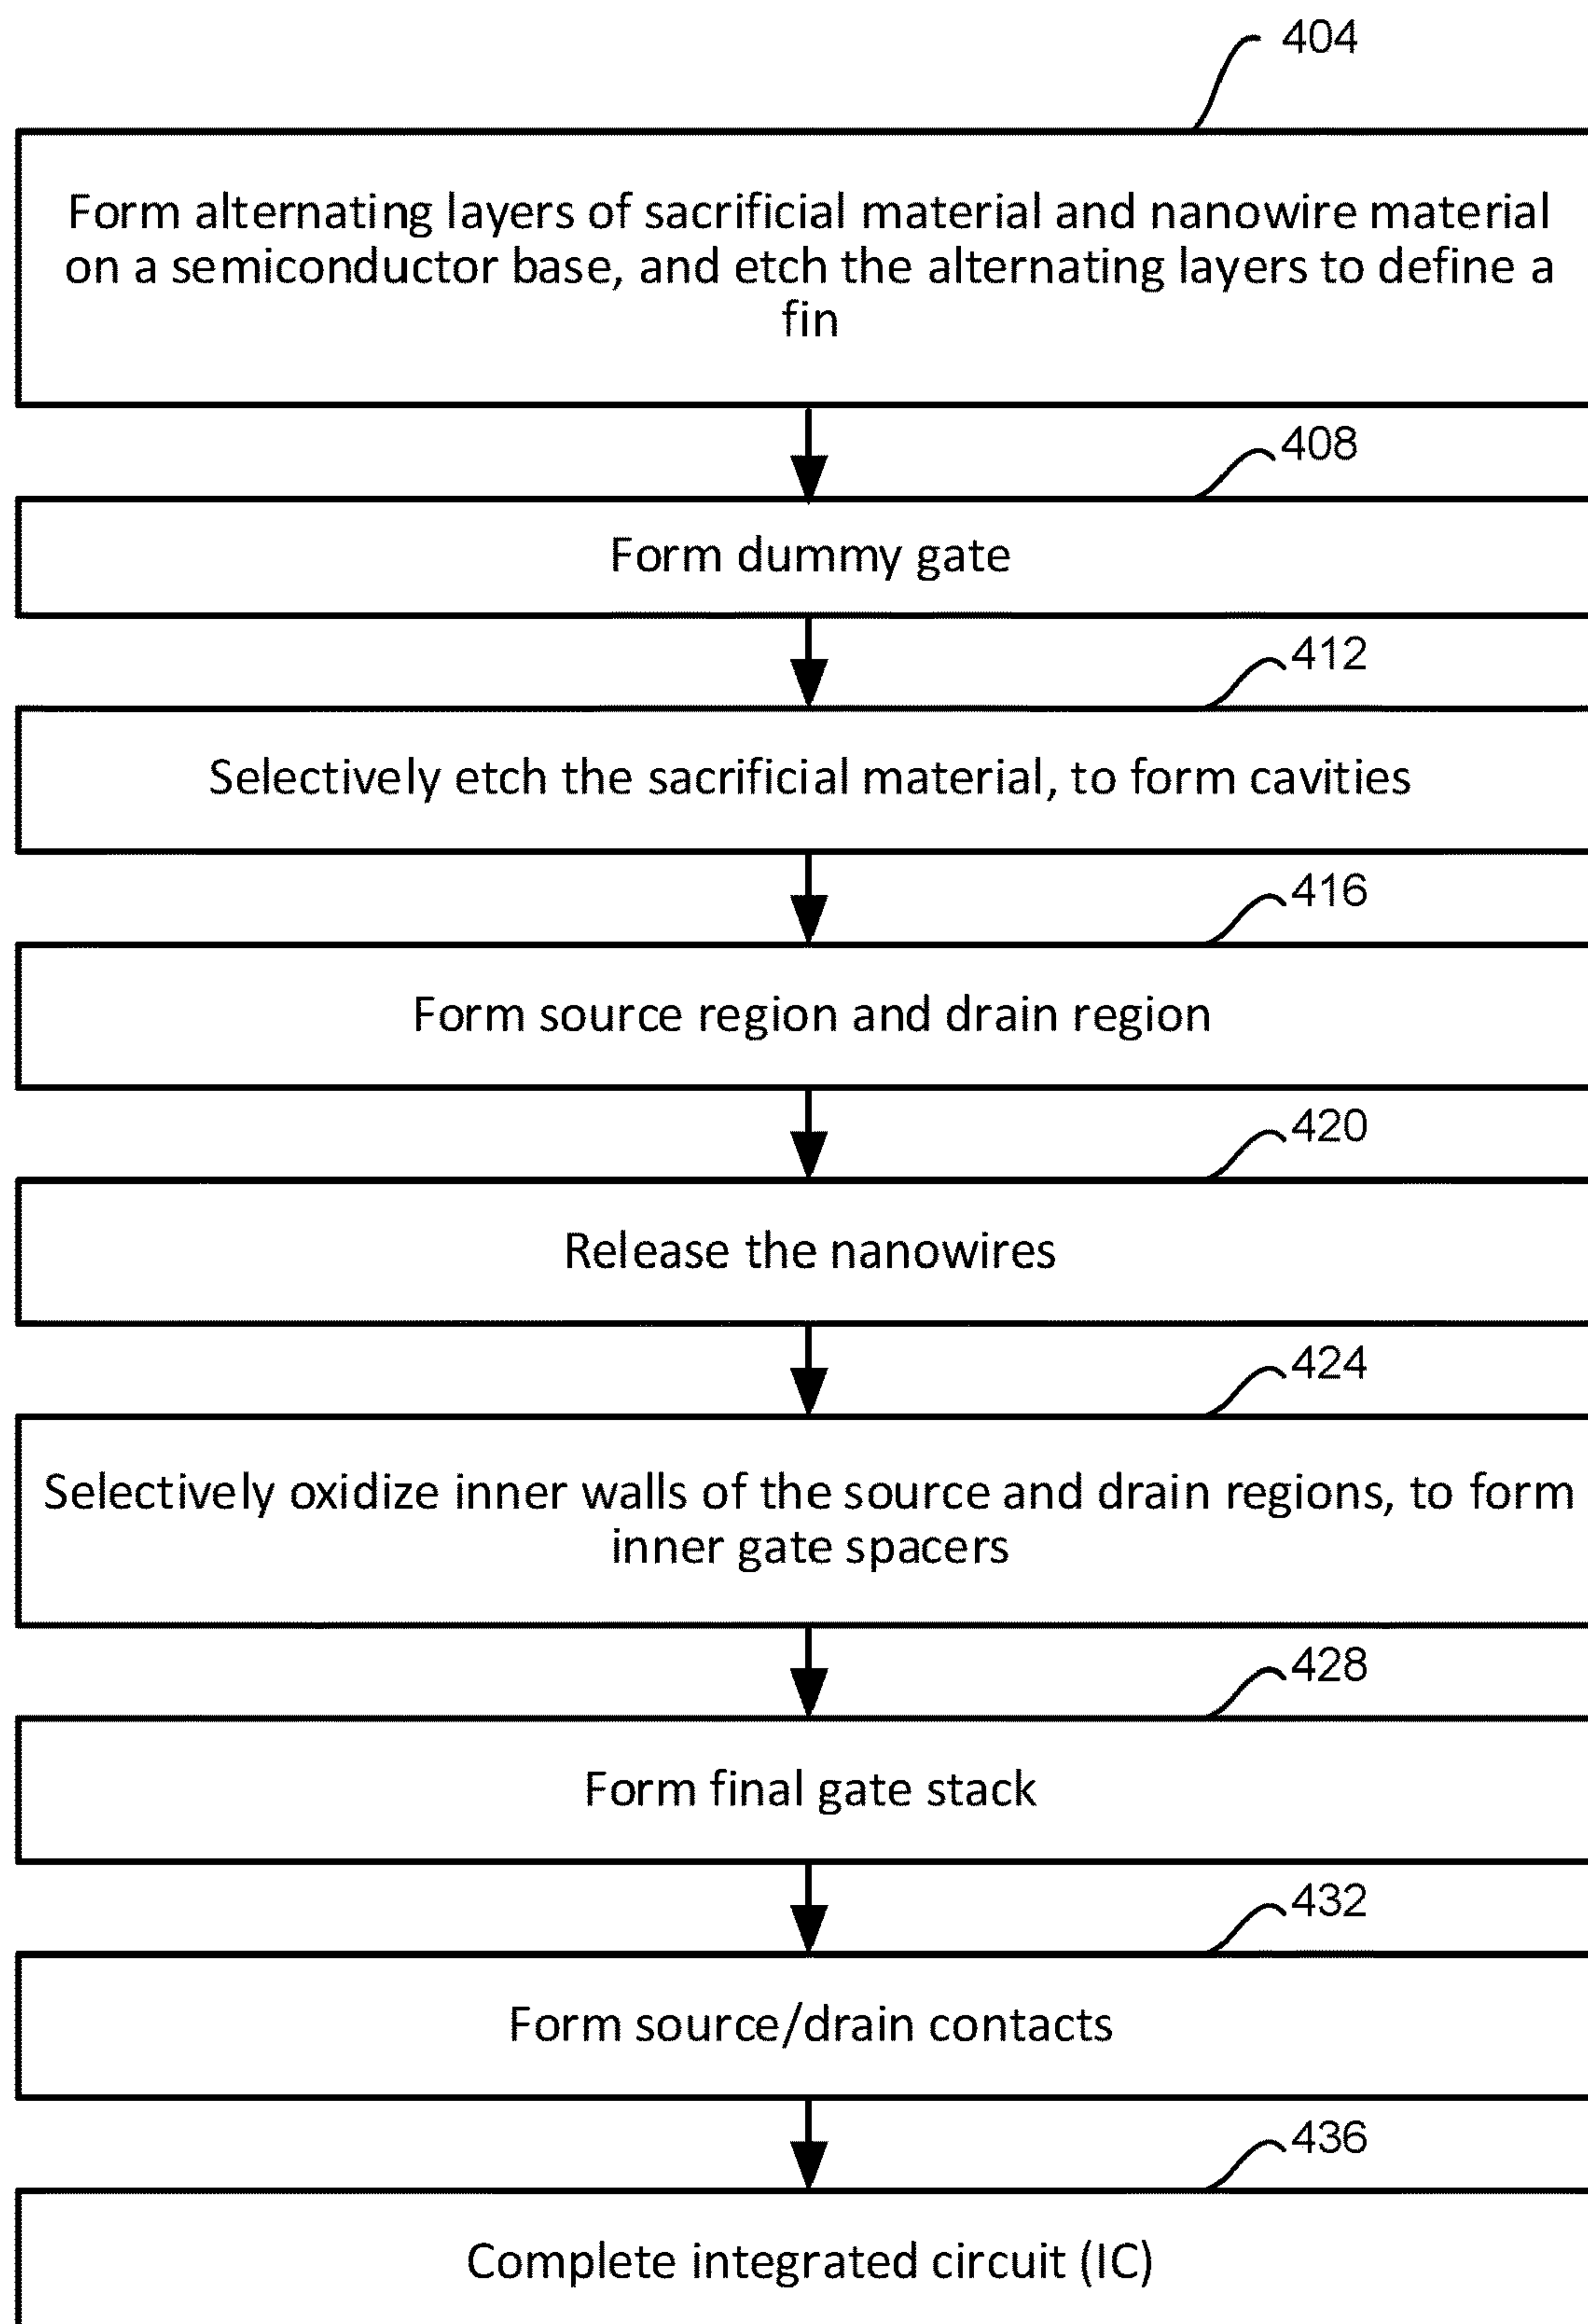 404
Form alternating layers of sacrificial material and nanowire material
on a semiconductor base, and etch the alternating layers to define a
fin
408
Form dummy gate
412
Selectively etch the sacrificial material, to form cavities
416
Form source region and drain region
420
Release the nanowires
424
Selectively oxidize inner walls of the source and drain regions, to form
inner gate spacers
428
Form final gate stack
432
Form source/drain contacts
436
Complete integrated circuit (IC)